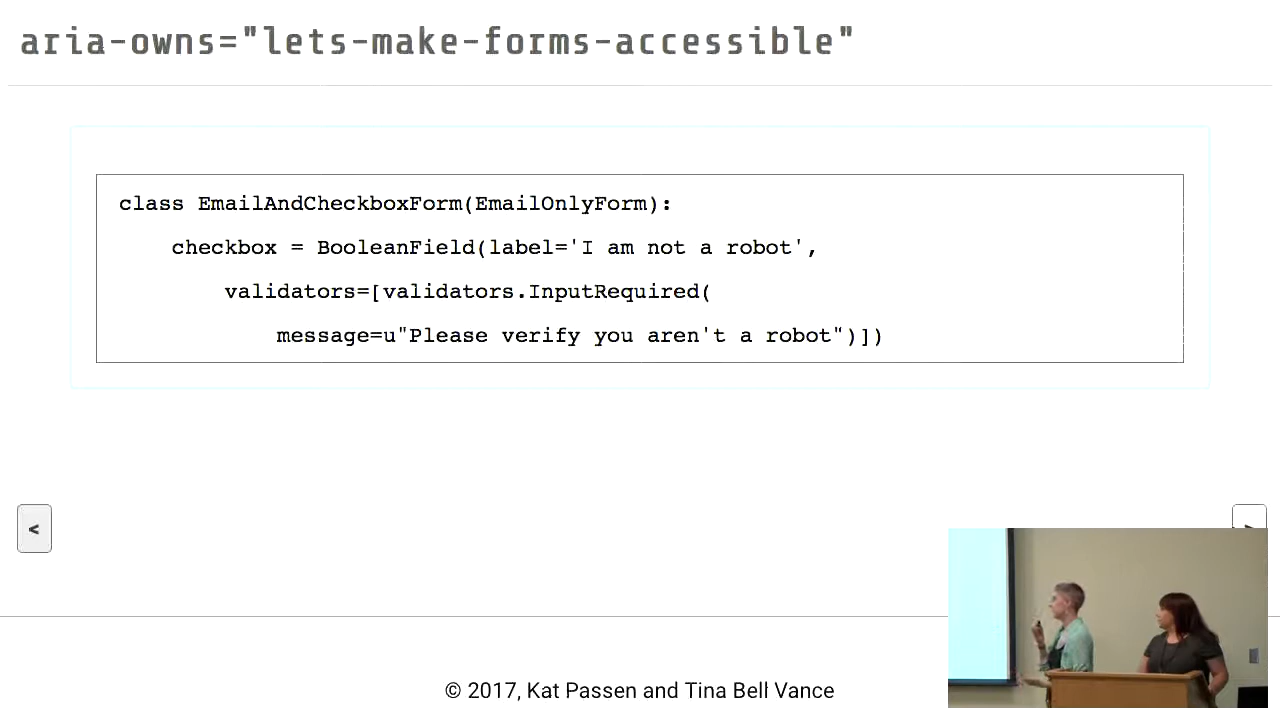 aria-owns="lets-make-forms-accessible"
class EmailAndCheckboxForm(EmailOnlyForm):
checkbox = BooleanField(label='I am not a robot',
validators=[validators.InputRequired(
message=u"Please verify you aren't a robot")])
<
© 2017, Kat Passen and Tina Bell Vance